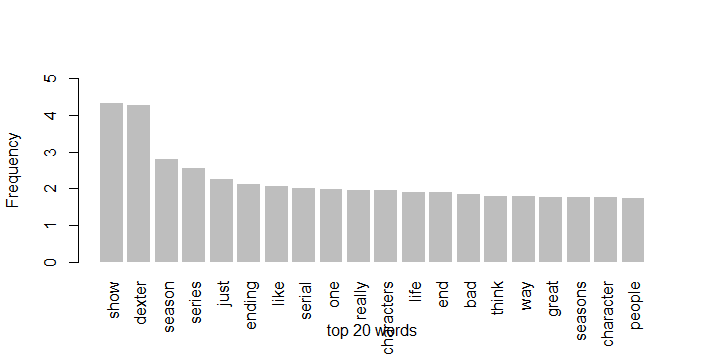 Frequency
5
4
3
2
1
0
show
dexter
season
series
just
ending
like
serial
one
really
characters
life
end
bad
think
way
great
seasons
character
people
top 20 words